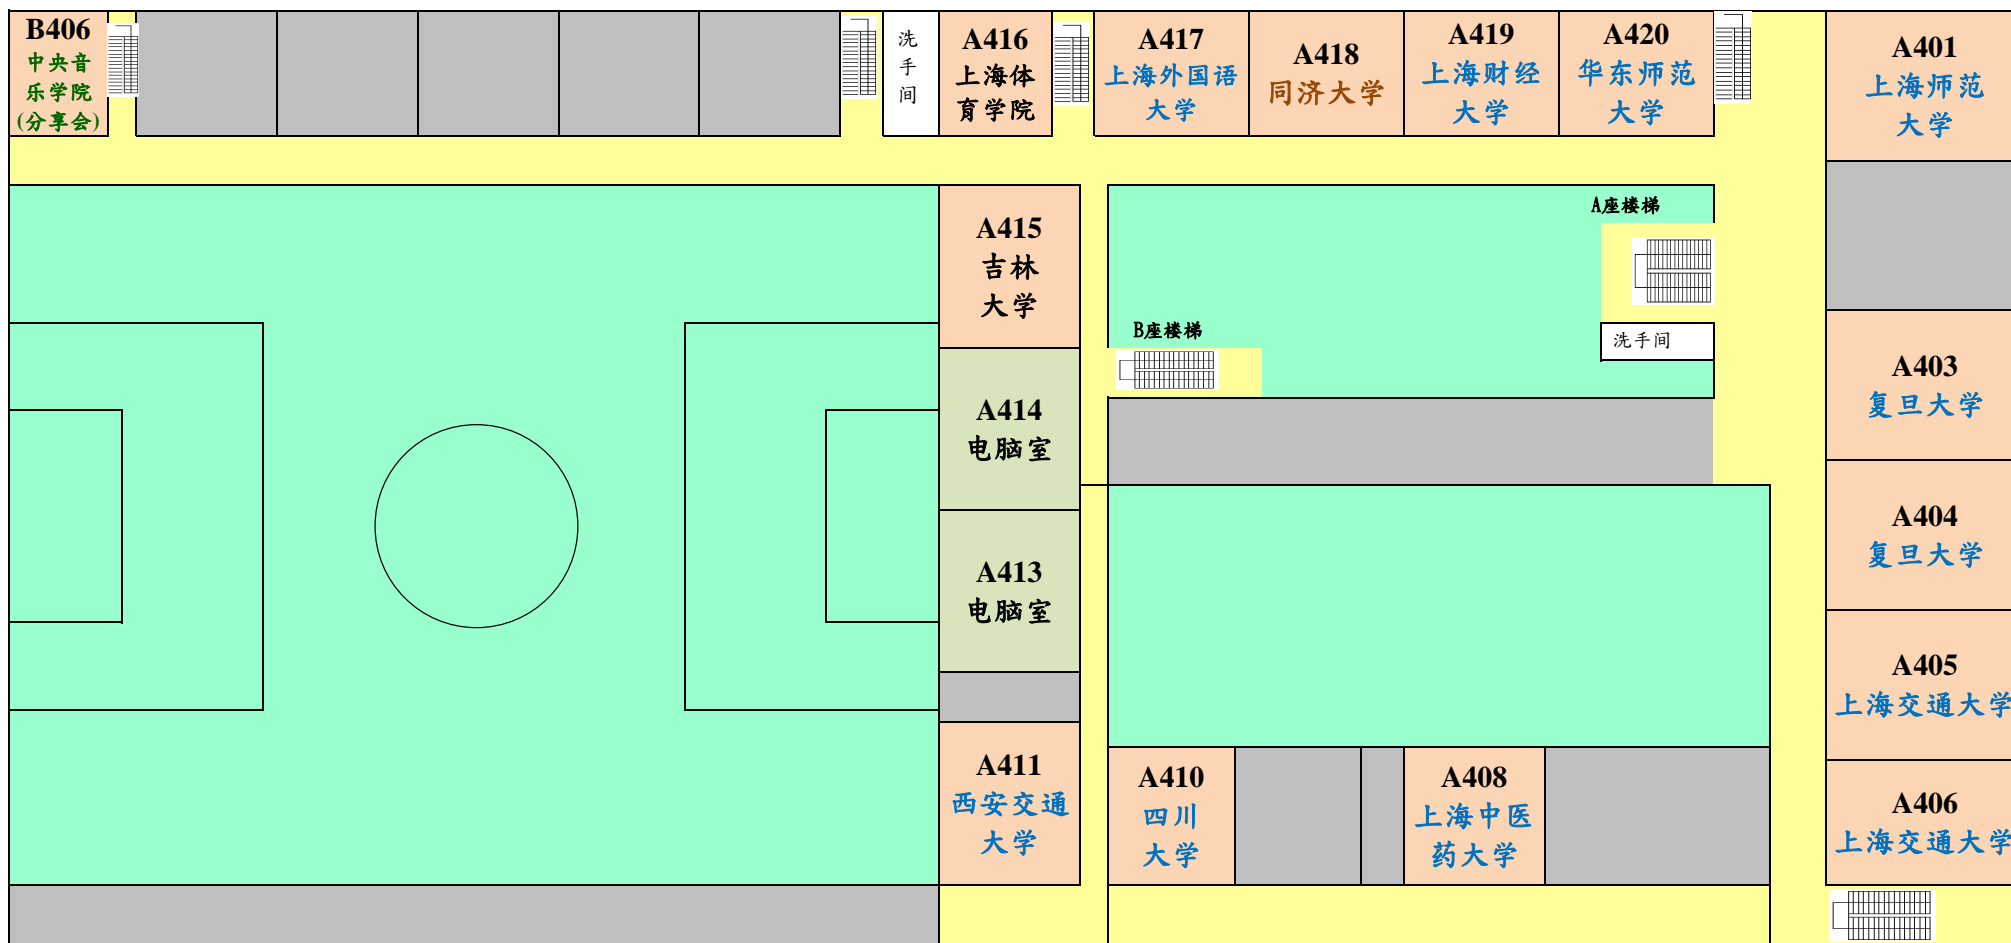 B406
中央音
乐学院
(分享会)
洗
手
间
A416
上海体
育学院
A417
上海外国语
大学
A418
同济大学
A419
上海财经
大学
A420
华东师范
大学
A401
上海师范
大学
A415
吉林
大学
A座楼梯
B座楼梯
洗手间
A403
复旦大学
A414
电脑室
A404
复旦大学
A413
电脑室
A405
上海交通大学
A411
西安交通
大学
A410
四川
大学
A408
上海中医
药大学
A406
上海交通大学